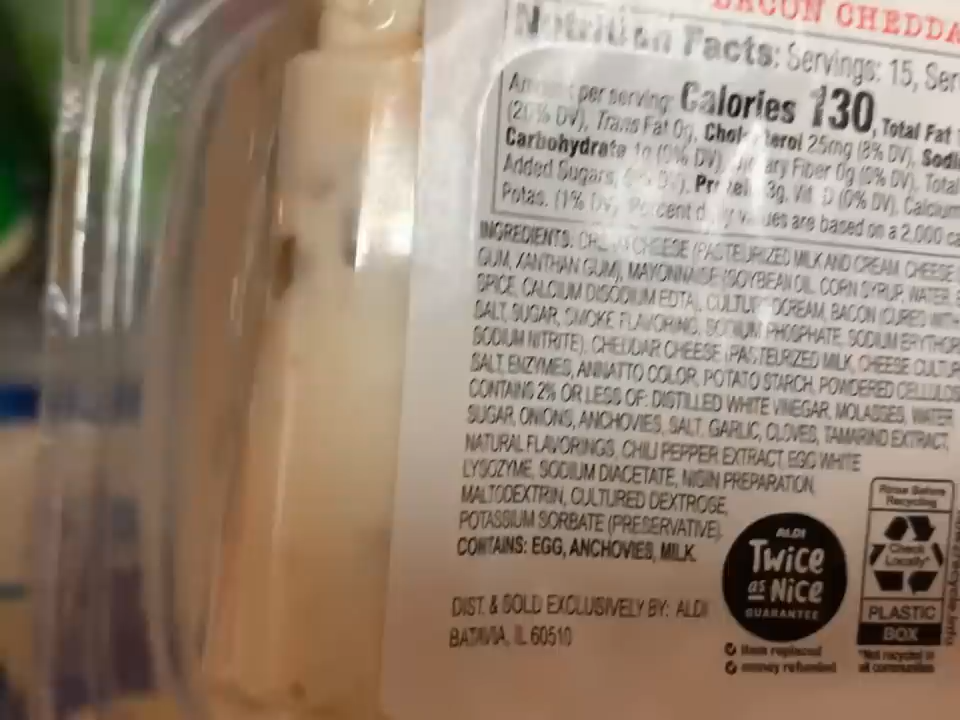 BACON CHEDDA
Nutrition Facts: Servings: 15, Ser
Amount per serving: Calories 130, Total Fat
(20% DV), Trans Fat 0g, Cholesterol 25mg (8% DV), Sodi
Carbohydrate 1g (0% DV), Dietary Fiber 0g (0% DV), Total
Added Sugars, (0% DV), Protein 3g, Vit. D (0% DV), Calcium
Potas. (1% DV). Percent daily values are based on a 2,000 ca
INGREDIENTS: CREAM CHEESE (PASTEURIZED MILK AND CREAM, CHEESE
GUM, XANTHAN GUM), MAYONNAISE (SOYBEAN OIL, CORN SYRUP, WATER,
SPICE, CALCIUM DISODIUM EDTA), CULTURED CREAM, BACON (CURED WITH
SALT, SUGAR, SMOKE FLAVORING, SODIUM PHOSPHATE, SODIUM ERYTHOR
SODIUM NITRITE), CHEDDAR CHEESE (PASTEURIZED MILK, CHEESE CULTUR
SALT, ENZYMES, ANNATTO COLOR, POTATO STARCH, POWDERED CELLULOS
CONTAINS 2% OR LESS OF: DISTILLED WHITE VINEGAR, MOLASSES, WATER
SUGAR, ONIONS, ANCHOVIES, SALT, GARLIC, CLOVES, TAMARIND EXTRACT,
NATURAL FLAVORINGS, CHILI PEPPER EXTRACT, EGG WHITE
LYSOZYME, SODIUM DIACETATE, NISIN PREPARATION,
MALTODEXTRIN, CULTURED DEXTROSE,
POTASSIUM SORBATE (PRESERVATIVE).
CONTAINS: EGG, ANCHOVIES, MILK.
DIST. & SOLD EXCLUSIVELY BY: ALDI
BATAVIA, IL 60510
ALDI
Twice
as Nice
GUARANTEE
item replaced
money refunded
Rinse Before
Recycling
Check
Locally*
PLASTIC
BOX
*Not recycled in
all communities